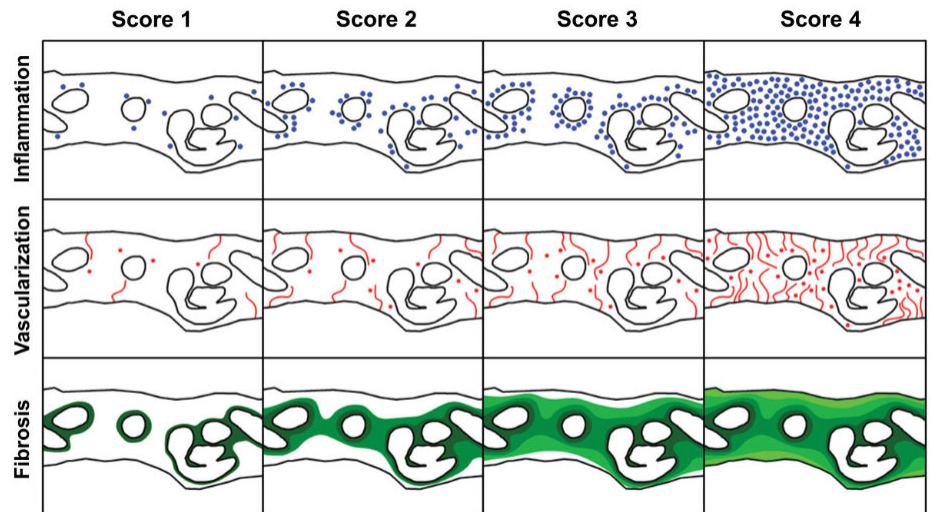 Score 1 Score 2 Score 3 Score 4
Inflammation
Vascularization
Fibrosis